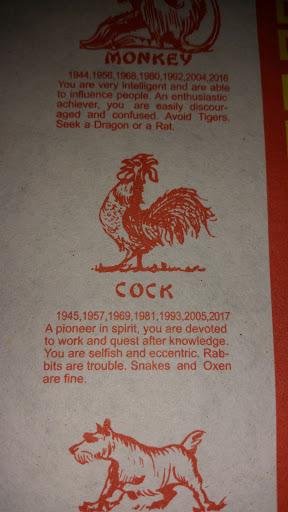 MONKEY
1944,1956,1968,1980,1992,2004,2016
You are very intelligent and are able
to influence people. An enthusiastic
achiever, you are easily discour-
aged and confused. Avoid Tigers.
Seek a Dragon or a Rat.
COCK
1945,1957,1969,1981,1993,2005,2017
A pioneer in spirit, you are devoted
to work and quest after knowledge.
You are selfish and eccentric. Rab-
bits are trouble. Snakes and Oxen
are fine.